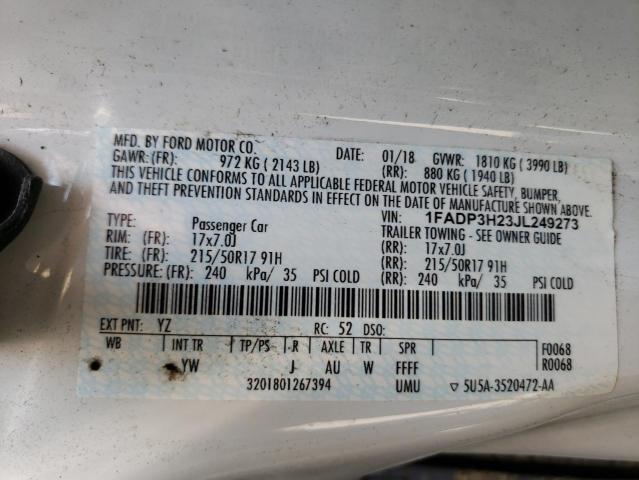 MFD. BY FORD MOTOR CO. DATE: 01/18 GVWR: 1810 KG ( 3990 LB)
GAWR: (FR): 972 KG ( 2143 LB) (RR): 880 KG ( 1940 LB)
THIS VEHICLE CONFORMS TO ALL APPLICABLE FEDERAL MOTOR VEHICLE SAFETY, BUMPER,
AND THEFT PREVENTION STANDARDS IN EFFECT ON THE DATE OF MANUFACTURE SHOWN ABOVE.
VIN: 1FADP3H23JL249273
TYPE: Passenger Car TRAILER TOWING - SEE OWNER GUIDE
RIM: (FR): 17x7.0J (RR): 17x7.0J
TIRE: (FR): 215/50R17 91H (RR): 215/50R17 91H
PRESSURE: (FR): 240 kPa/ 35 PSI COLD (RR): 240 kPa/ 35 PSI COLD
EXT PNT: YZ RC: 52 DSO:
WB INT TR TP/PS R AXLE TR SPR F0068
YW J AU W FFFF R0068
3201801267394 UMU ▽ 5U5A-3520472-AA